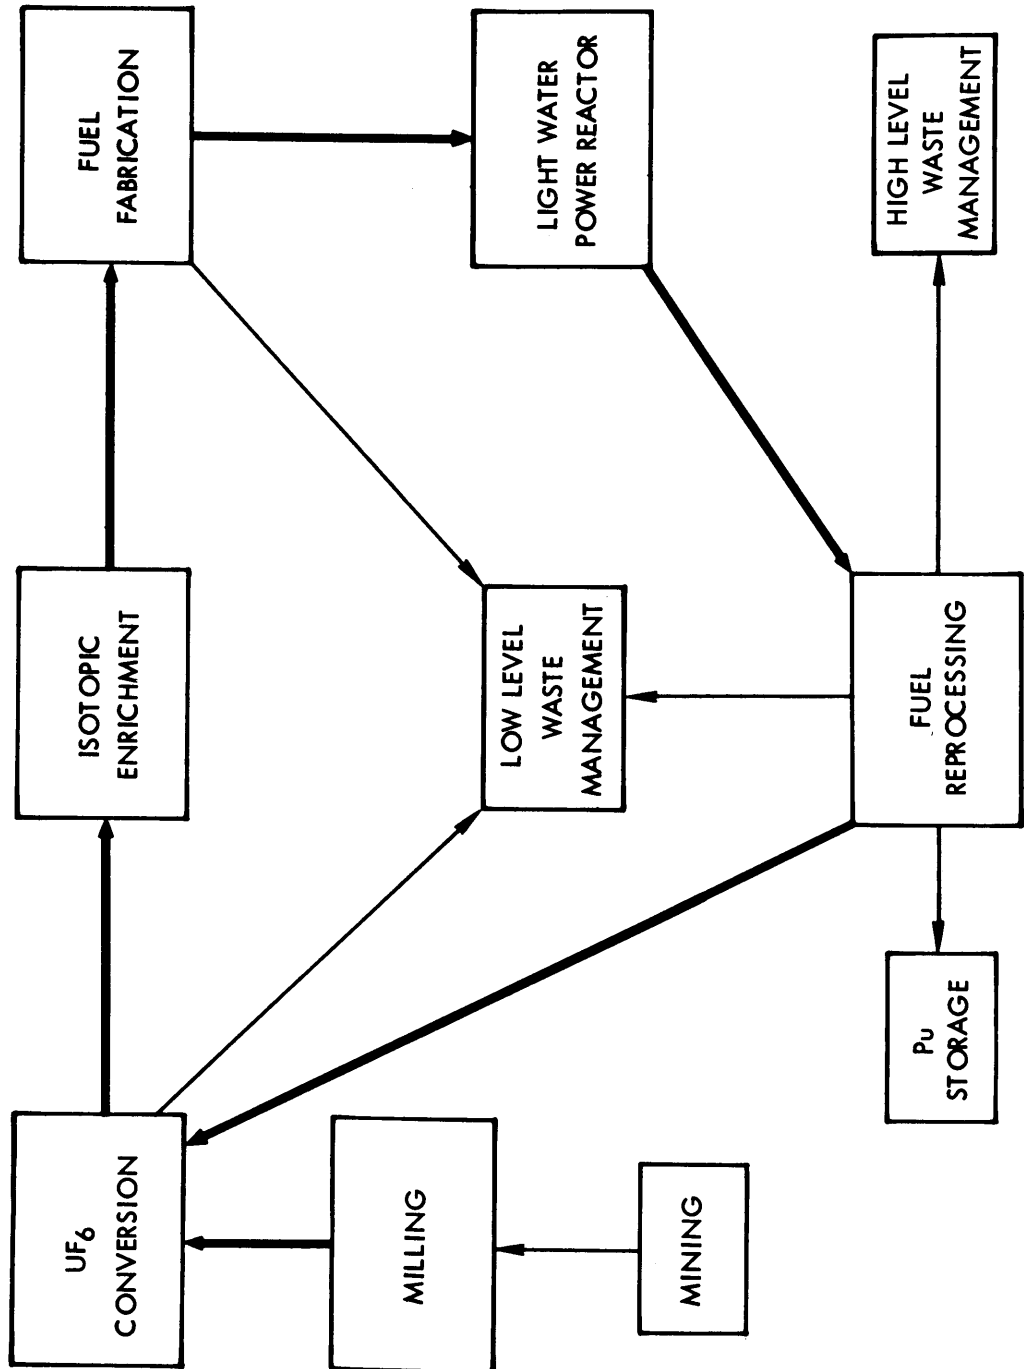 FUEL
FABRICATION
LIGHT WATER
POWER REACTOR
HIGH LEVEL
WASTE
MANAGEMENT
ISOTOPIC
ENRICHMENT
LOW LEVEL
WASTE
MANAGEMENT
FUEL
REPROCESSING
UF₆
CONVERSION
MILLING
MINING
Pu
STORAGE